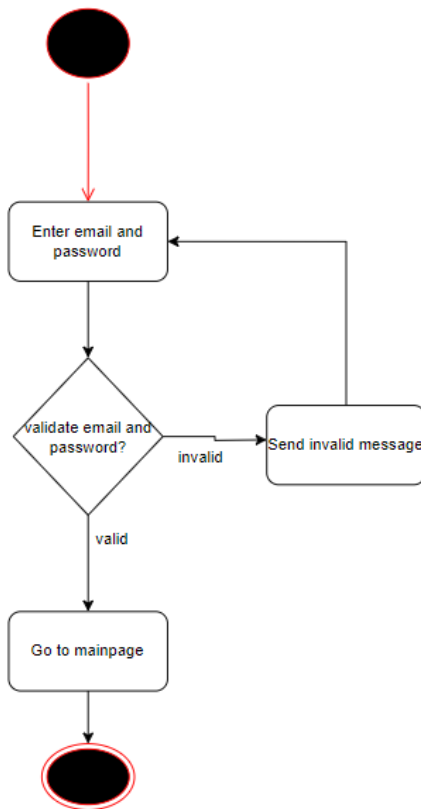 Enter email and
password
validate email and
password?
invalid
Send invalid message
valid
Go to mainpage